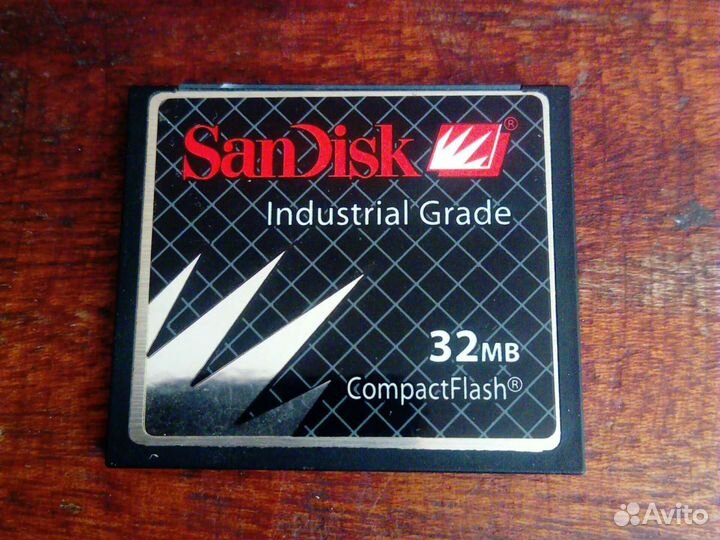 SanDisk ®
Industrial Grade
32MB
CompactFlash®
Avito